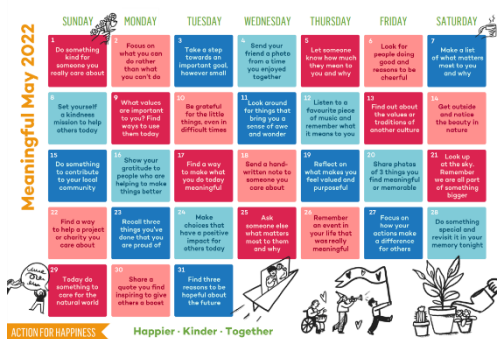 Meaningful May 2022
SUNDAY MONDAY TUESDAY WEDNESDAY THURSDAY FRIDAY SATURDAY
1
Do something
kind for
someone you
really care about
2
Focus on
what you can
do rather
than what
you can't do
3
Take a step
towards an
important goal,
however small
4
Send your
friend a photo
from a time
you enjoyed
together
5
Let someone
know how much
they mean to
you and why
6
Look for
people doing
good and
reasons to be
cheerful
7
Make a list
of what matters
most to you
and why
8
Set yourself
a kindness
mission to help
others today
9
What values are
important to
you? Find
ways to use
them today
10
Be grateful
for the little
things, even in
difficult times
11
Look around
for things that
bring you a
sense of awe
and wonder
12
Listen to a
favourite piece
of music and
remember what
it means to you
13
Find out about
the values or
traditions of
another culture
14
Get outside
and notice
the beauty in
nature
15
Do something
to contribute
to your local
community
16
Show your
gratitude to
people who are
helping to make
things better
17
Find a way
to make what
you do today
meaningful
18
Send a hand-
written note to
someone you
care about
19
Reflect on
what makes
you feel valued and
purposeful
20
Share photos
of 3 things you
find meaningful
or memorable
21
Look up
at the sky.
Remember
we are all part
of something
bigger
22
Find a way
to help a project
or charity you
care about
23
Recall three
things you've
done that you
are proud of
24
Make
choices that
have a positive
impact for
others today
25
Ask
someone else
what matters
most to them
and why
26
Remember
an event in
your life that
was really
meaningful
27
Focus on
how your
actions make
a difference
for others
28
Do something
special and
revisit it in your
memory tonight
29
Today do
something to
care for the
natural world
30
Share a
quote you find
inspiring to give
others a boost
31
Find three
reasons to be
hopeful about
the future
ACTION FOR HAPPINESS
Happier · Kinder · Together